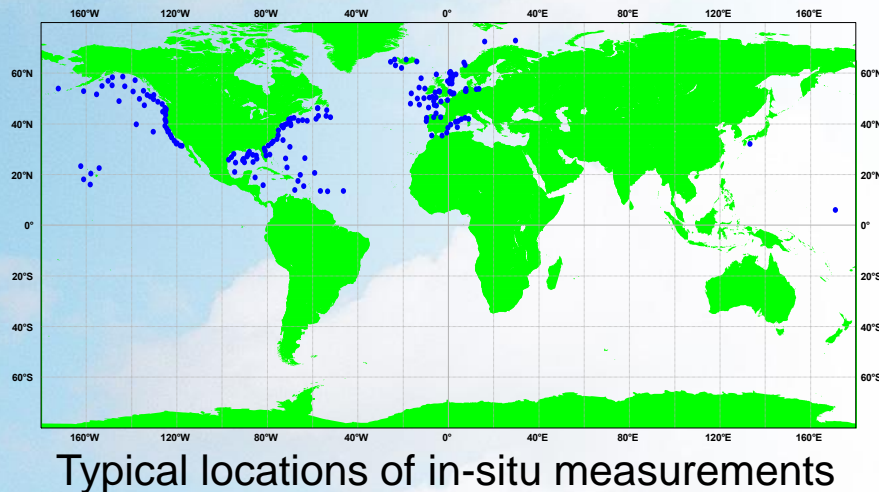 160°W 120°W 80°W 40°W 0° 40°E 80°E 120°E 160°E
60°N 60°N
40°N 40°N
20°N 20°N
0° 0°
20°S 20°S
40°S 40°S
60°S 60°S
160°W 120°W 80°W 40°W 0° 40°E 80°E 120°E 160°E
Typical locations of in-situ measurements